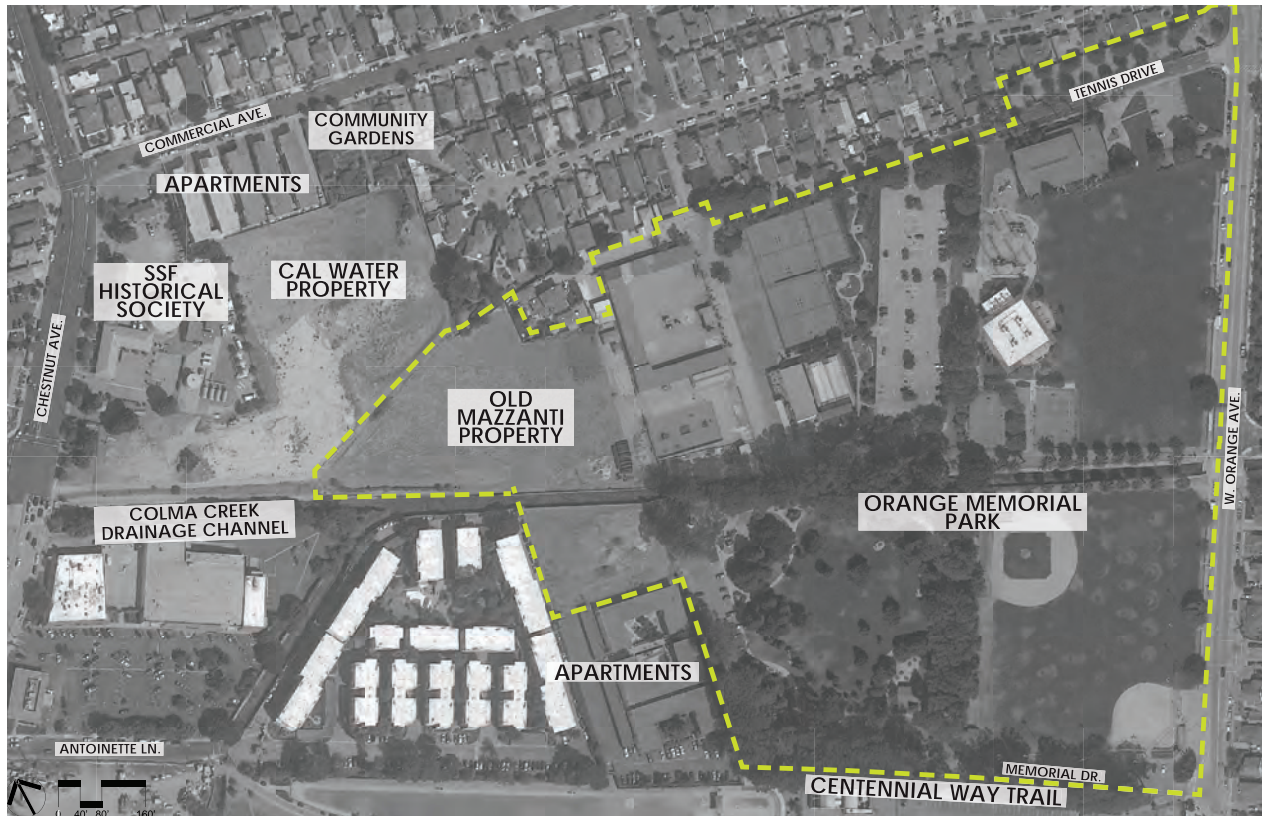 TENNIS DRIVE
COMMERCIAL AVE.
COMMUNITY
GARDENS
APARTMENTS
SSF
HISTORICAL
SOCIETY
CAL WATER
PROPERTY
CHESTNUT AVE.
OLD
MAZZANTI
PROPERTY
W. ORANGE AVE.
COLMA CREEK
DRAINAGE CHANNEL
ORANGE MEMORIAL
PARK
APARTMENTS
ANTOINETTE LN.
MEMORIAL DR.
CENTENNIAL WAY TRAIL
0 40' 80' 160'